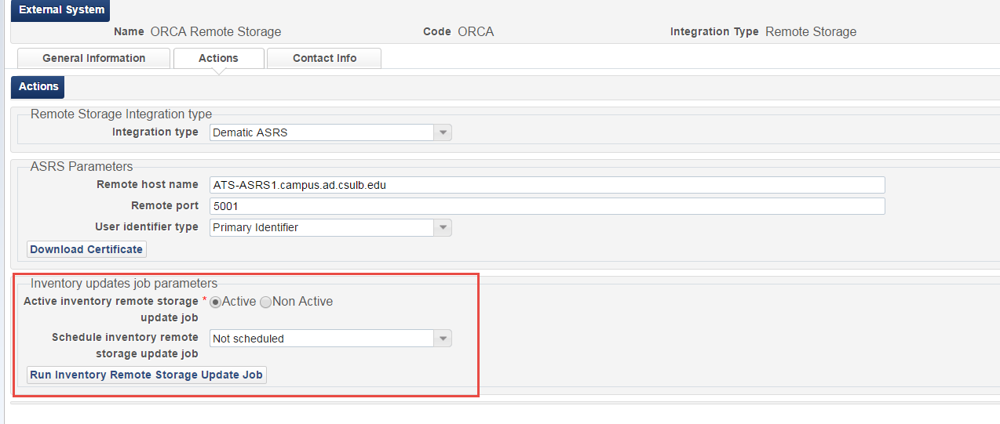 External System
Name ORCA Remote Storage Code ORCA Integration Type Remote Storage
General Information Actions Contact Info
Actions
Remote Storage Integration type
Integration type Dematic ASRS
ASRS Parameters
Remote host name ATS-ASRS1.campus.ad.csulb.edu
Remote port 5001
User identifier type Primary Identifier
Download Certificate
Inventory updates job parameters
Active inventory remote storage * Active Non Active
update job
Schedule inventory remote Not scheduled
storage update job
Run Inventory Remote Storage Update Job